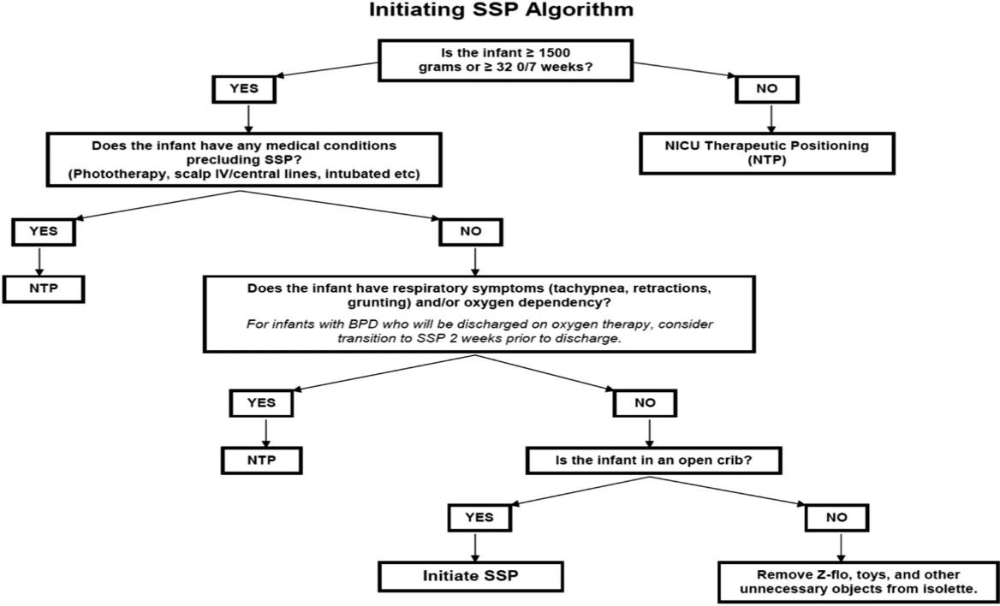 Initiating SSP Algorithm
Is the infant ≥ 1500
grams or ≥ 32 0/7 weeks?
YES
NO
Does the infant have any medical conditions
precluding SSP?
(Phototherapy, scalp IV/central lines, intubated etc)
NICU Therapeutic Positioning
(NTP)
YES
NO
NTP
Does the infant have respiratory symptoms (tachypnea, retractions,
grunting) and/or oxygen dependency?
For infants with BPD who will be discharged on oxygen therapy, consider
transition to SSP 2 weeks prior to discharge.
YES
NO
NTP
Is the infant in an open crib?
YES
NO
Initiate SSP
Remove Z-flo, toys, and other
unnecessary objects from isolette.